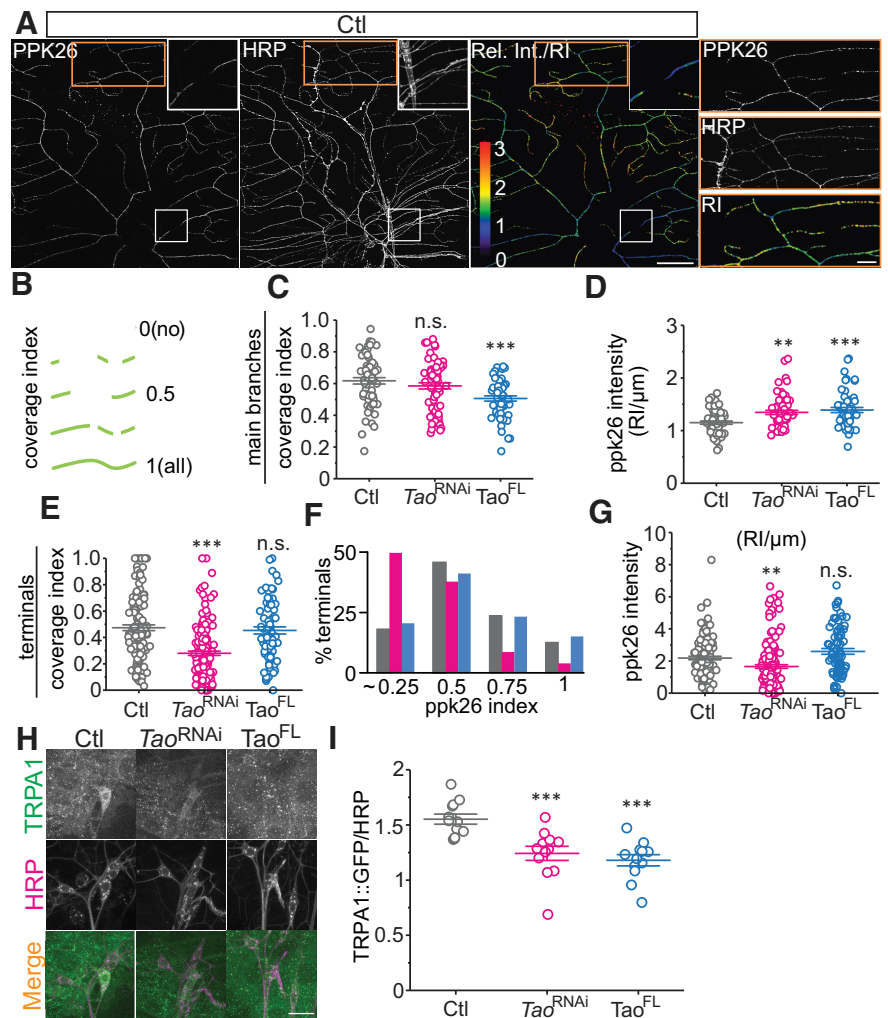 A
Ctl
PPK26
HRP
Rel. Int./RI
PPK26
HRP
RI
3
2
1
0
B
coverage index
0(no)
0.5
1(all)
C
main branches
coverage index
1.0
0.8
0.6
0.4
0.2
0
n.s.
***
Ctl
TaoRNAi
TaoFL
D
ppk26 intensity
(RI/µm)
3
2
1
0
**
***
Ctl
TaoRNAi
TaoFL
E
terminals
coverage index
1.0
0.8
0.6
0.4
0.2
0
***
n.s.
Ctl
TaoRNAi
TaoFL
F
% terminals
50
25
0
~0.25
0.5
0.75
1
ppk26 index
G
ppk26 intensity
(RI/µm)
10
8
6
4
2
0
**
n.s.
Ctl
TaoRNAi
TaoFL
H
Ctl
TaoRNAi
TaoFL
TRPA1
HRP
Merge
I
TRPA1::GFP/HRP
2
1.5
1
0.5
0
***
***
Ctl
TaoRNAi
TaoFL